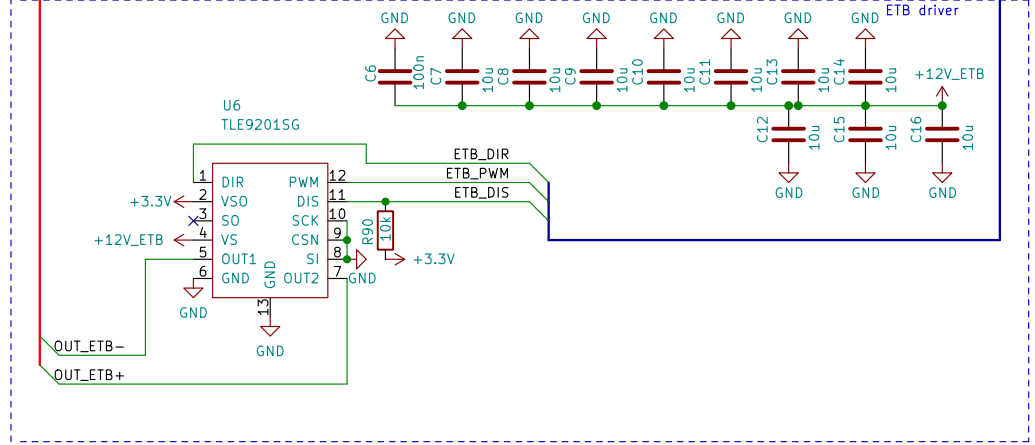 ETB driver
GND GND GND GND GND GND GND GND
C6 100n C7 10u C8 10u C9 10u C10 10u C11 10u C13 10u C14 10u
+12V_ETB
C12 10u C15 10u C16 10u
GND GND GND
U6
TLE9201SG
ETB_DIR
ETB_PWM
ETB_DIS
1 DIR PWM 12
+3.3V 2 VSO DIS 11
3 SO SCK 10
R90 10k
+12V_ETB 4 VS CSN 9
5 OUT1 SI 8
+3.3V
6 GND GND OUT2 7 GND
13
GND
GND
OUT_ETB-
OUT_ETB+